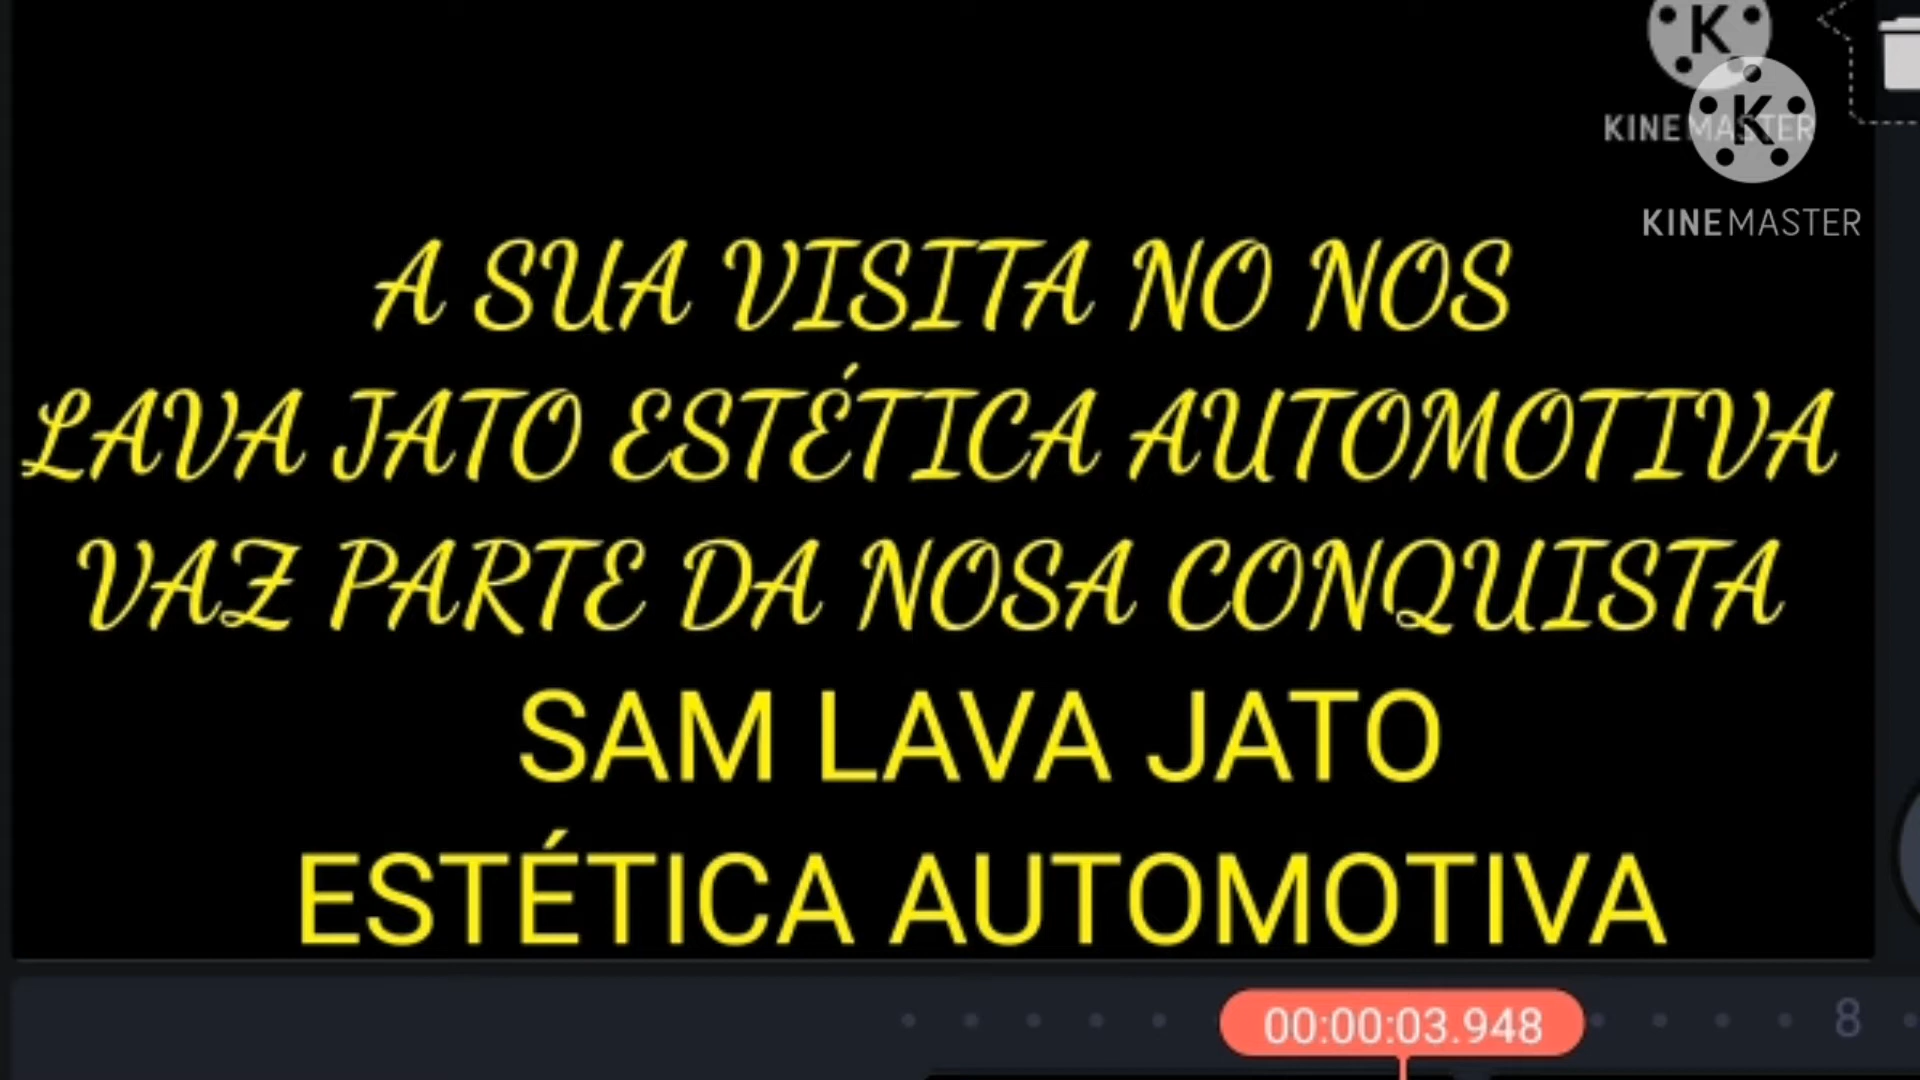 K
KINEMASTER
K
KINEMASTER
A SUA VISITA NO NOS
LAVA JATO ESTÉTICA AUTOMOTIVA
VAZ PARTE DA NOSA CONQUISTA
SAM LAVA JATO
ESTÉTICA AUTOMOTIVA
00:00:03.948
8